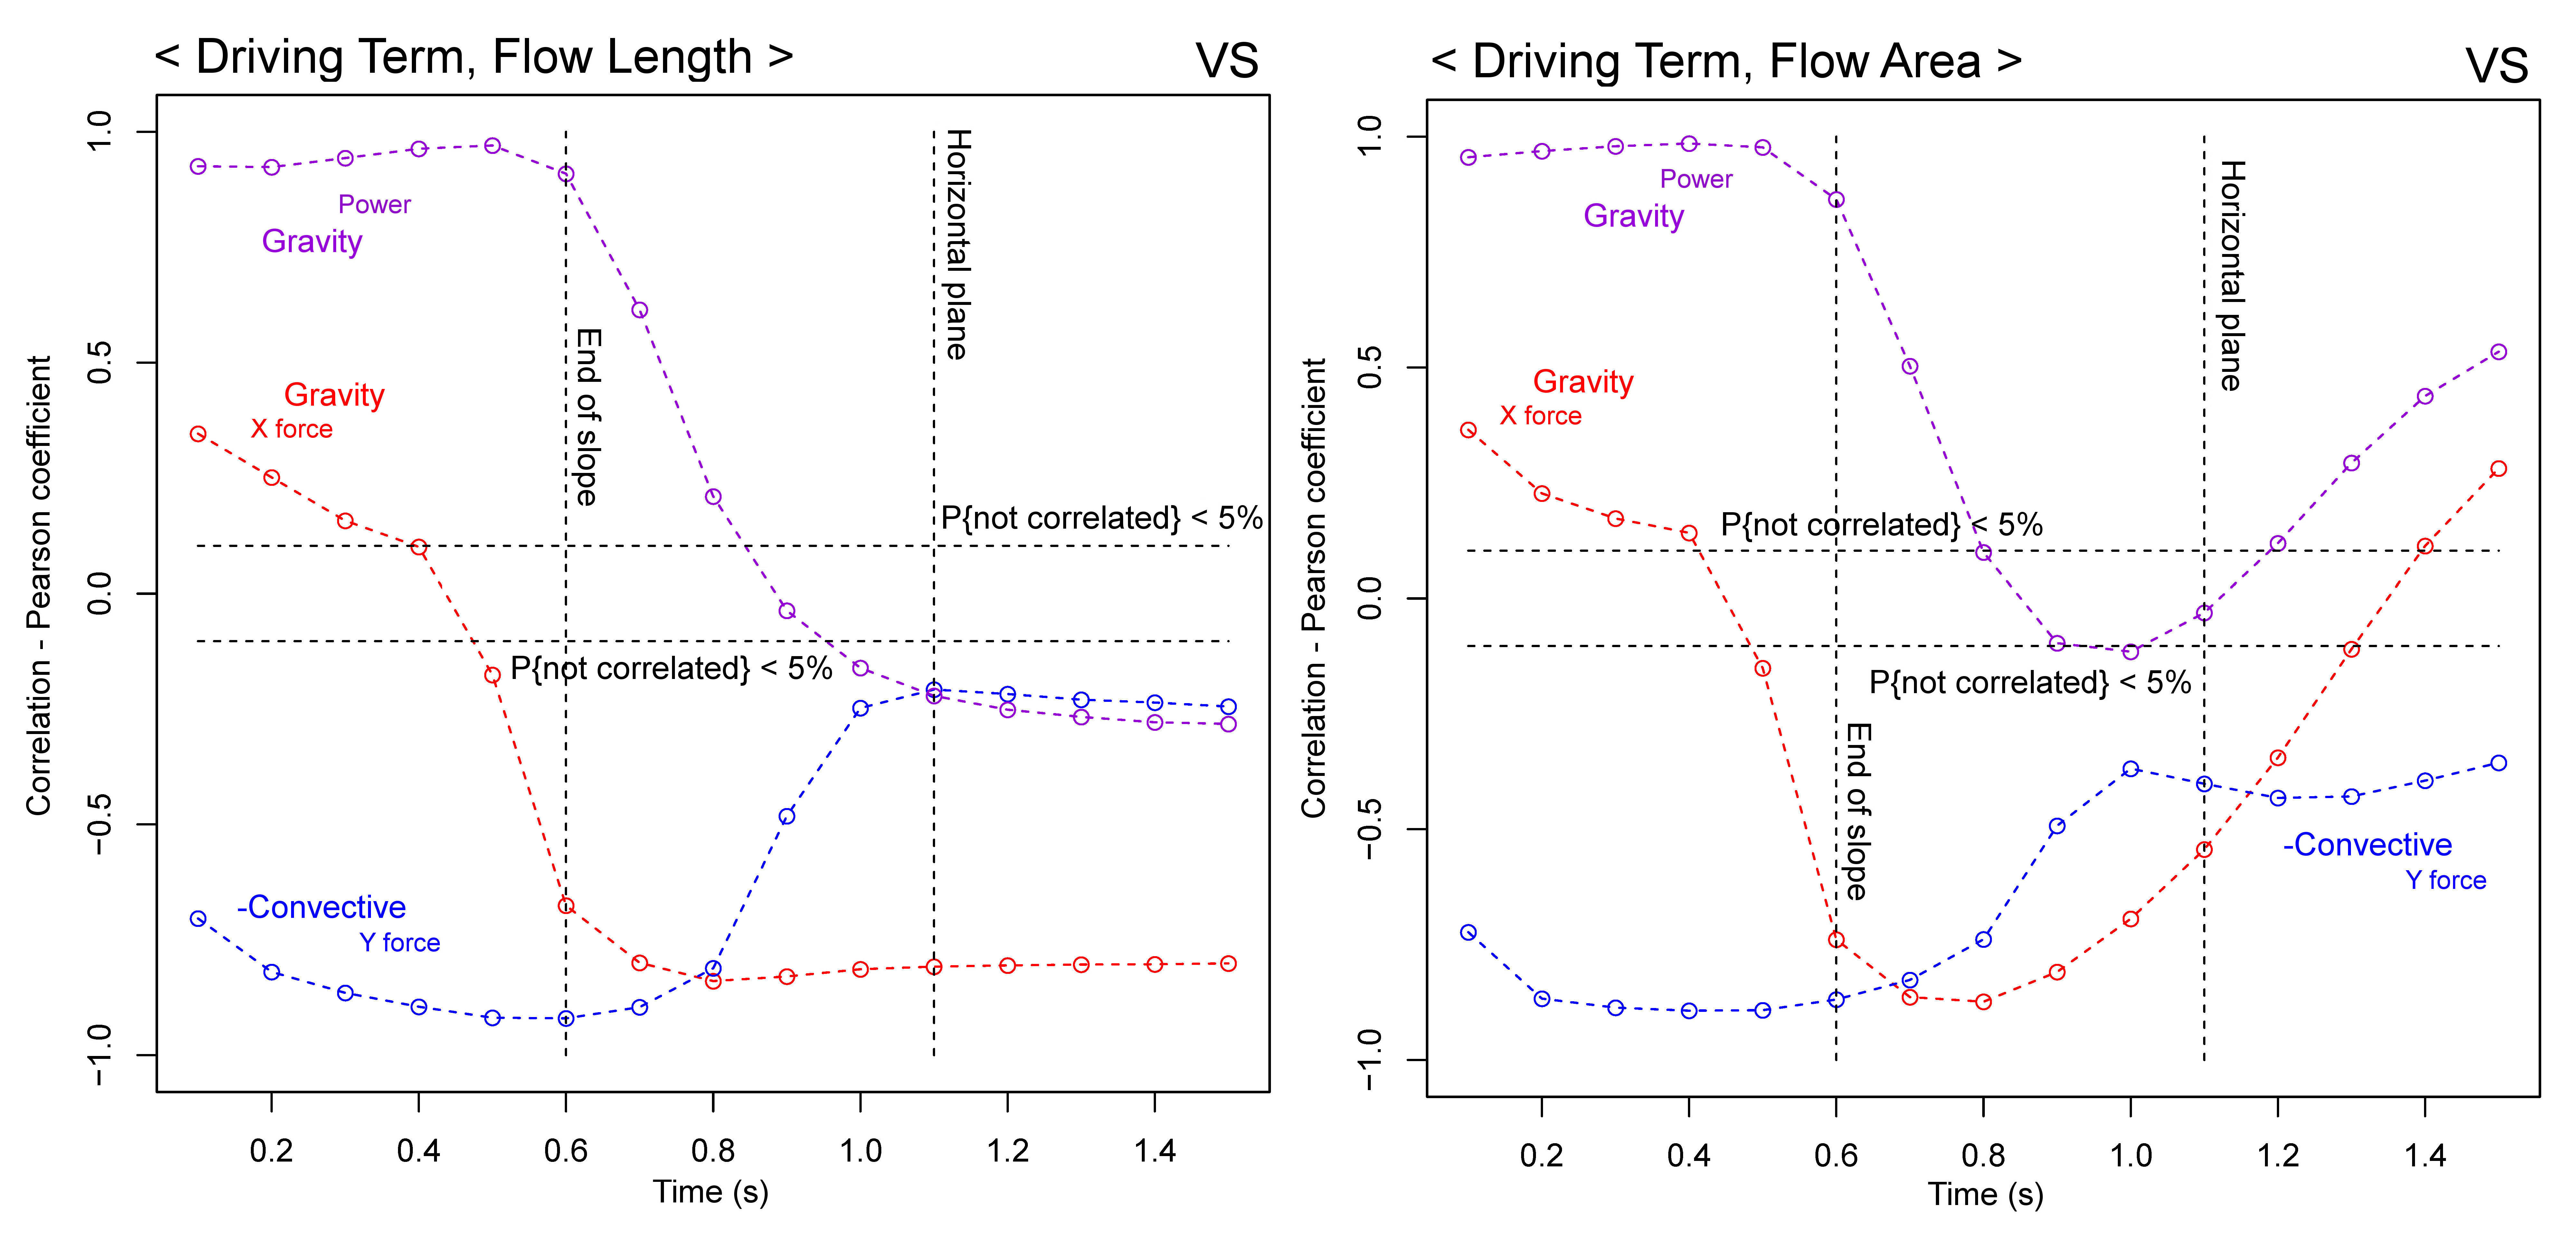 < Driving Term, Flow Length >
VS
Correlation - Pearson coefficient
1.0
0.5
0.0
−0.5
−1.0
Power
Gravity
Gravity
X force
End of slope
Horizontal plane
P{not correlated} < 5%
P{not correlated} < 5%
-Convective
Y force
0.2
0.4
0.6
0.8
1.0
1.2
1.4
Time (s)
< Driving Term, Flow Area >
VS
Correlation - Pearson coefficient
1.0
0.5
0.0
−0.5
−1.0
Power
Gravity
Horizontal plane
Gravity
X force
P{not correlated} < 5%
P{not correlated} < 5%
End of slope
-Convective
Y force
0.2
0.4
0.6
0.8
1.0
1.2
1.4
Time (s)